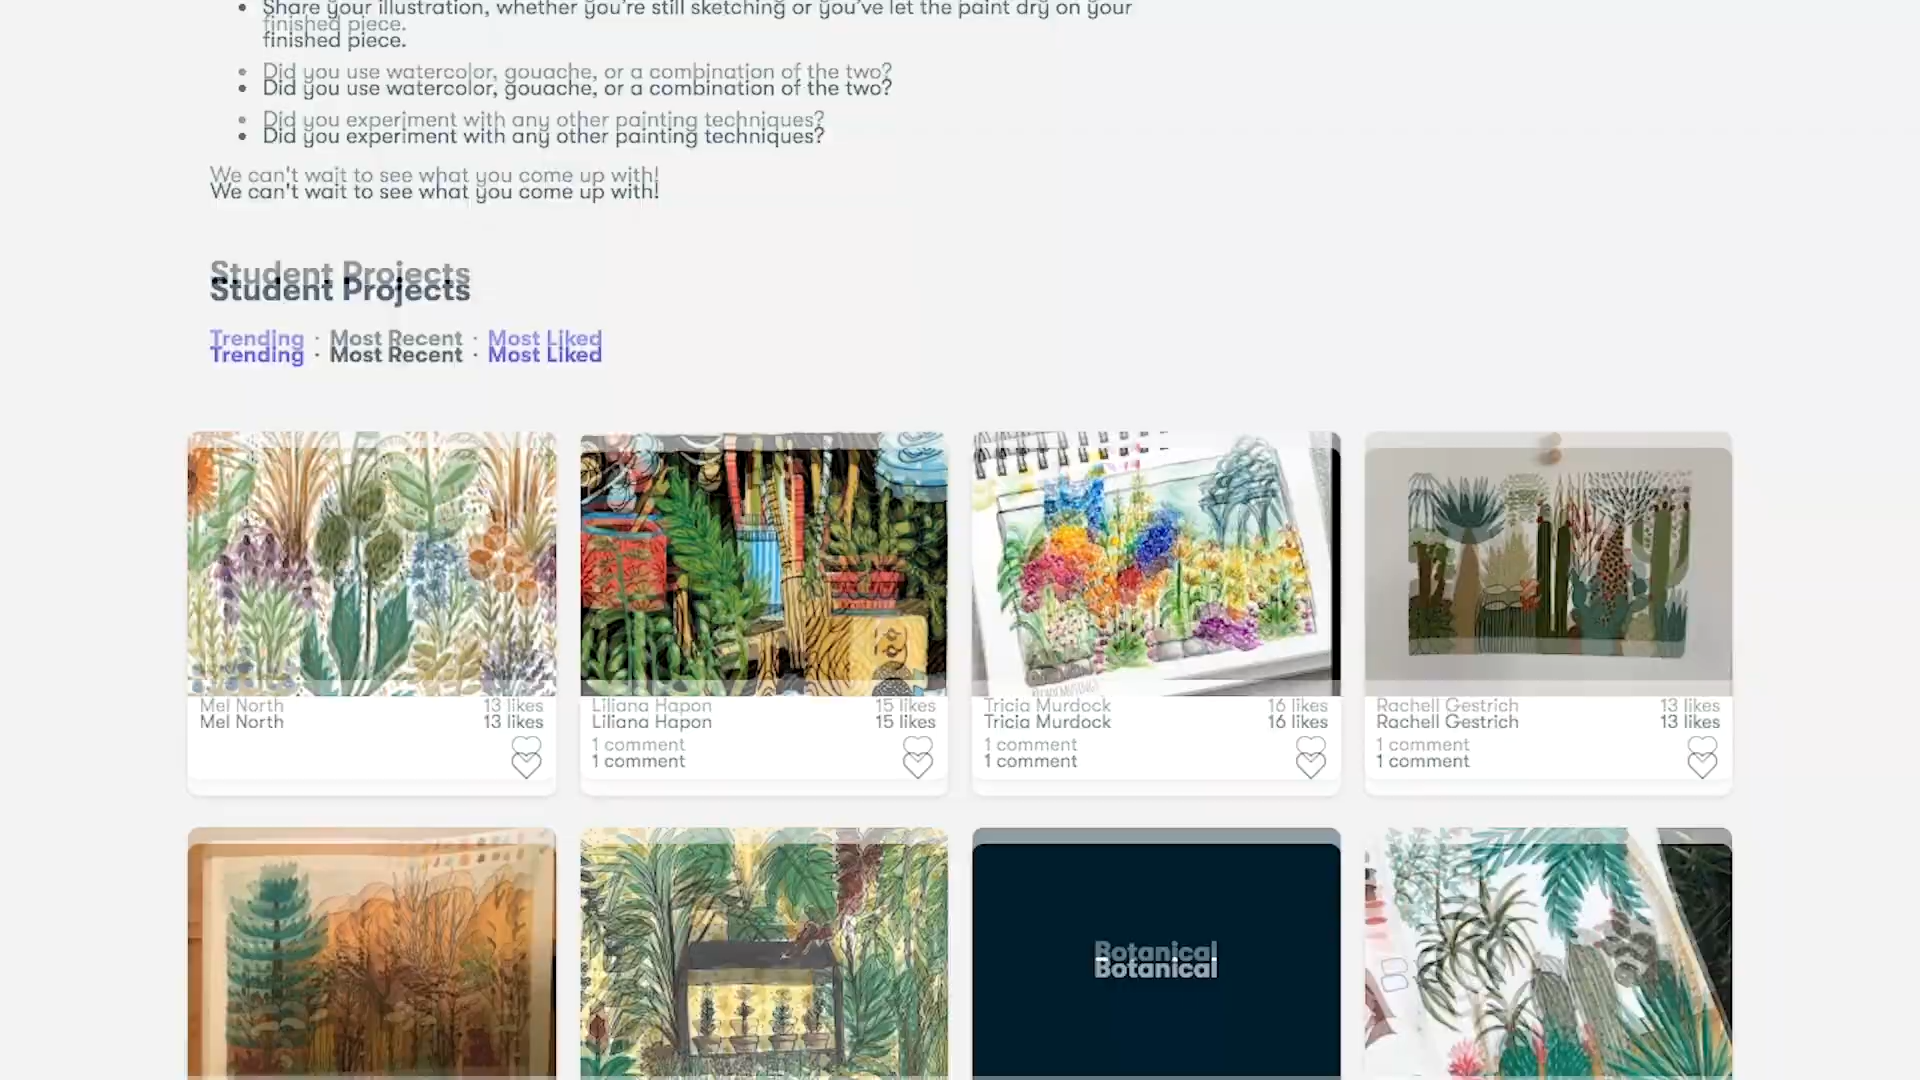 Share your illustration, whether you're still sketching or you've let the paint dry on your
finished piece.
Did you use watercolor, gouache, or a combination of the two?
Did you experiment with any other painting techniques?
We can't wait to see what you come up with!
Student Projects
Trending · Most Recent · Most Liked
Mel North 13 likes
Liliana Hapon 15 likes
1 comment
Tricia Murdock 16 likes
1 comment
Rachell Gestrich 13 likes
1 comment
Botanical